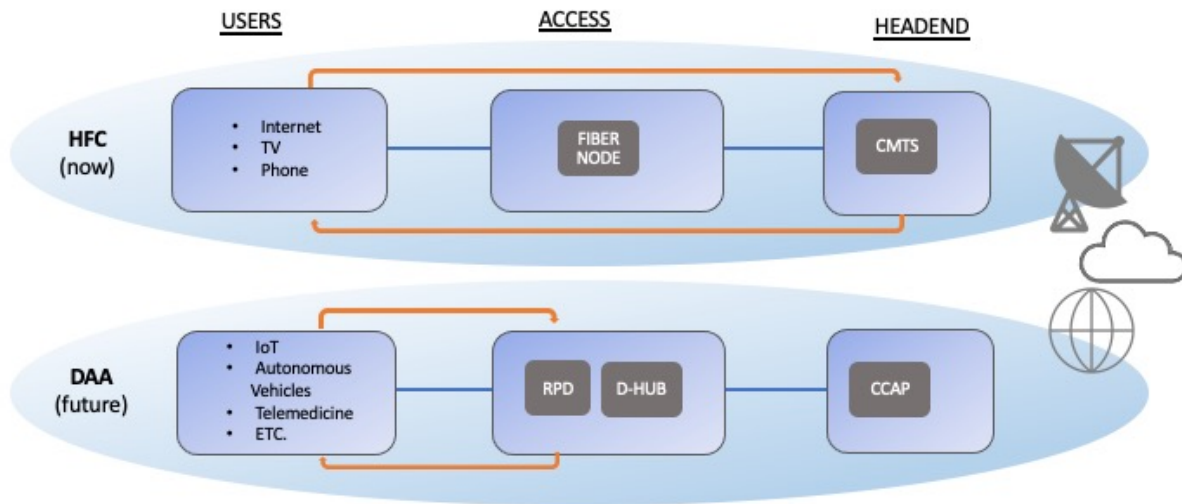 USERS
ACCESS
HEADEND
HFC
(now)
• Internet
• TV
• Phone
FIBER
NODE
CMTS
DAA
(future)
• IoT
• Autonomous
Vehicles
• Telemedicine
• ETC.
RPD
D-HUB
CCAP